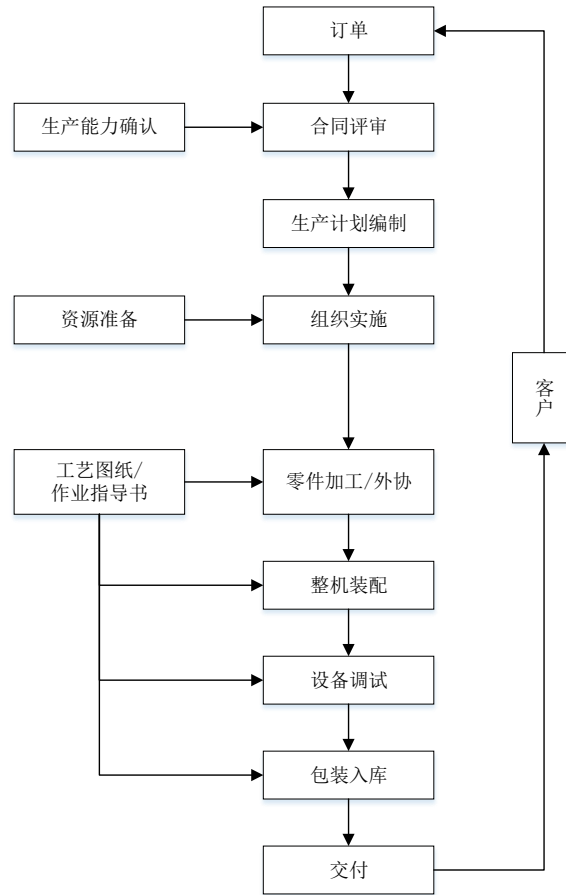 订单
生产能力确认
合同评审
生产计划编制
资源准备
组织实施
客
户
工艺图纸/
作业指导书
零件加工/外协
整机装配
设备调试
包装入库
交付